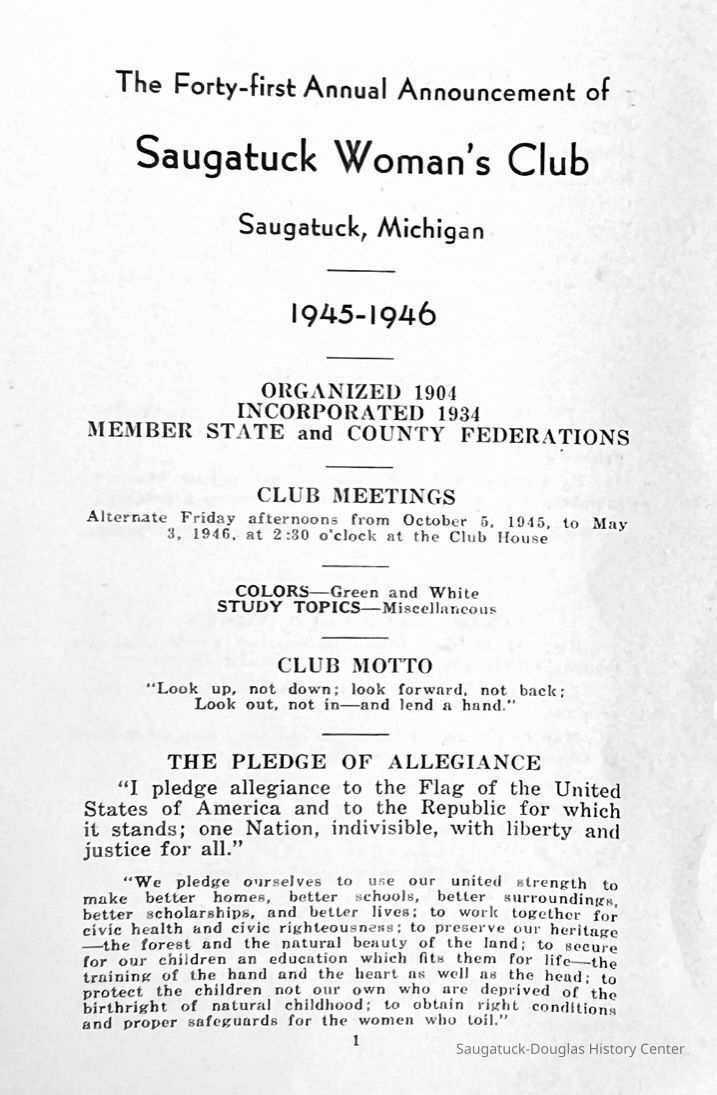 The Forty-first Annual Announcement of
Saugatuck Woman's Club
Saugatuck, Michigan
1945-1946
ORGANIZED 1904
INCORPORATED 1934
MEMBER STATE and COUNTY FEDERATIONS
CLUB MEETINGS
Alternate Friday afternoons from October 5, 1945, to May
3, 1946, at 2:30 o'clock at the Club House
COLORS—Green and White
STUDY TOPICS—Miscellaneous
CLUB MOTTO
"Look up, not down; look forward, not back;
Look out, not in—and lend a hand."
THE PLEDGE OF ALLEGIANCE
"I pledge allegiance to the Flag of the United
States of America and to the Republic for which
it stands; one Nation, indivisible, with liberty and
justice for all."
"We pledge ourselves to use our united strength to
make better homes, better schools, better surroundings,
better scholarships, and better lives; to work together for
civic health and civic righteousness; to preserve our heritage
—the forest and the natural beauty of the land; to secure
for our children an education which fits them for life—the
training of the hand and the heart as well as the head; to
protect the children not our own who are deprived of the
birthright of natural childhood; to obtain right conditions
and proper safeguards for the women who toil."
1
Saugatuck-Douglas History Center